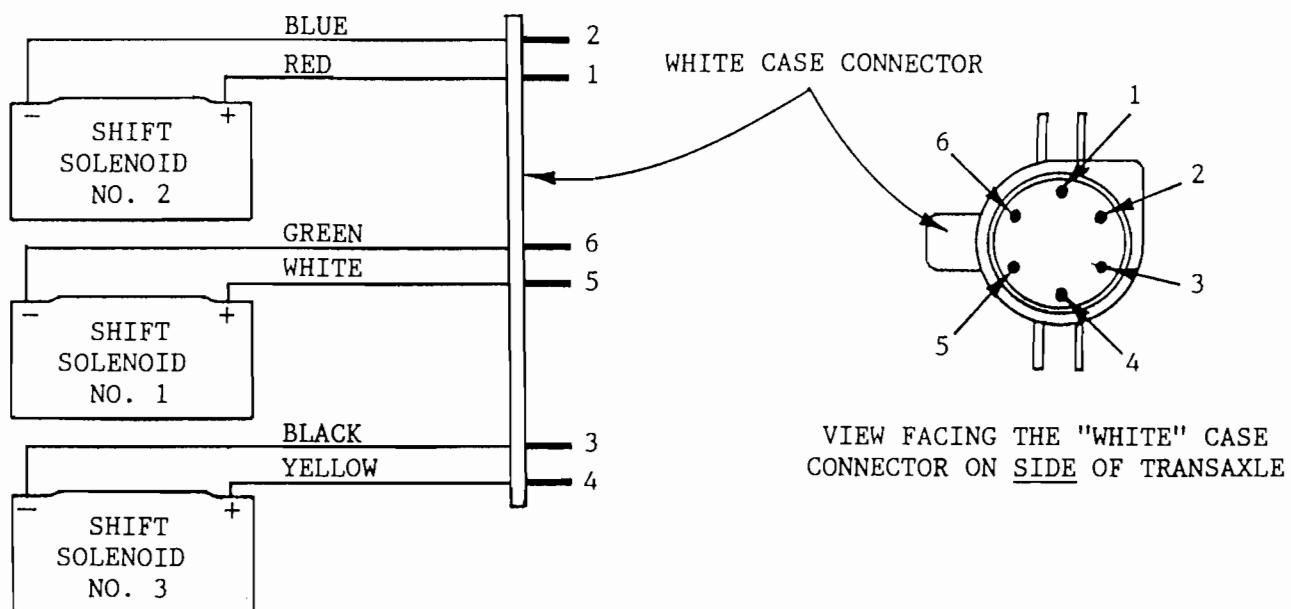 BLUE
2
RED
1
- +
SHIFT
SOLENOID
NO. 2
GREEN
6
WHITE
5
- +
SHIFT
SOLENOID
NO. 1
BLACK
3
YELLOW
4
- +
SHIFT
SOLENOID
NO. 3
WHITE CASE CONNECTOR
1
6
2
5
3
4
VIEW FACING THE "WHITE" CASE
CONNECTOR ON SIDE OF TRANSAXLE